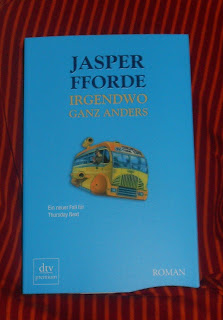 JASPER
FFORDE
IRGENDWO
GANZ ANDERS
Ein neuer Fall für
Thursday Next
dtv
premium
ROMAN